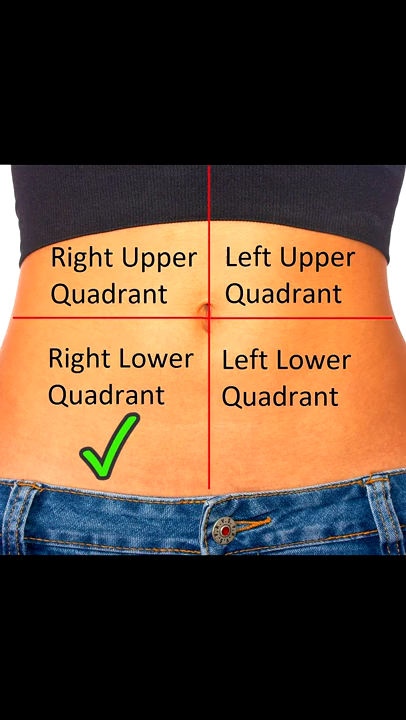 Right Upper
Quadrant
Left Upper
Quadrant
Right Lower
Quadrant
Left Lower
Quadrant